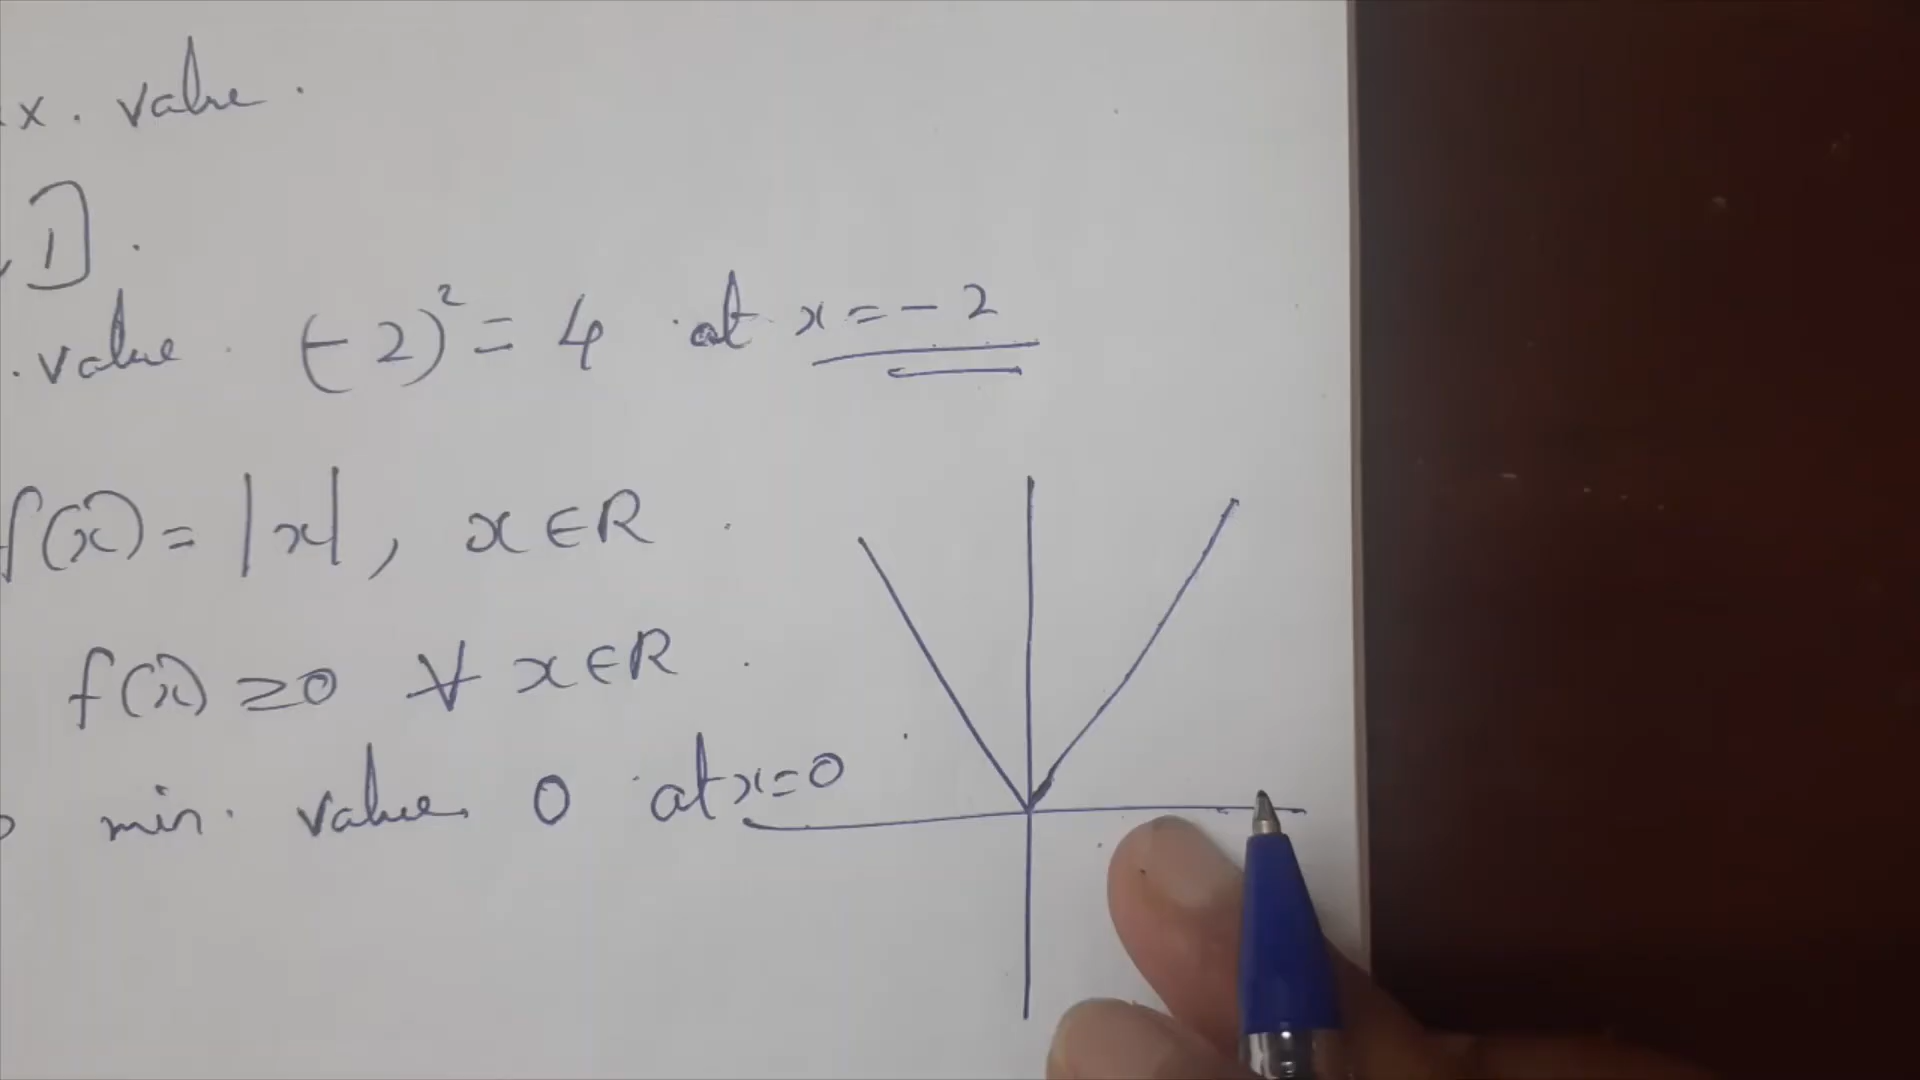 x. value.
1].
. value (-2)² = 4 at x = -2
f(x) = |x|, x ∈ R
f(x) ≥ 0 ∀ x ∈ R
min. value 0 at x=0